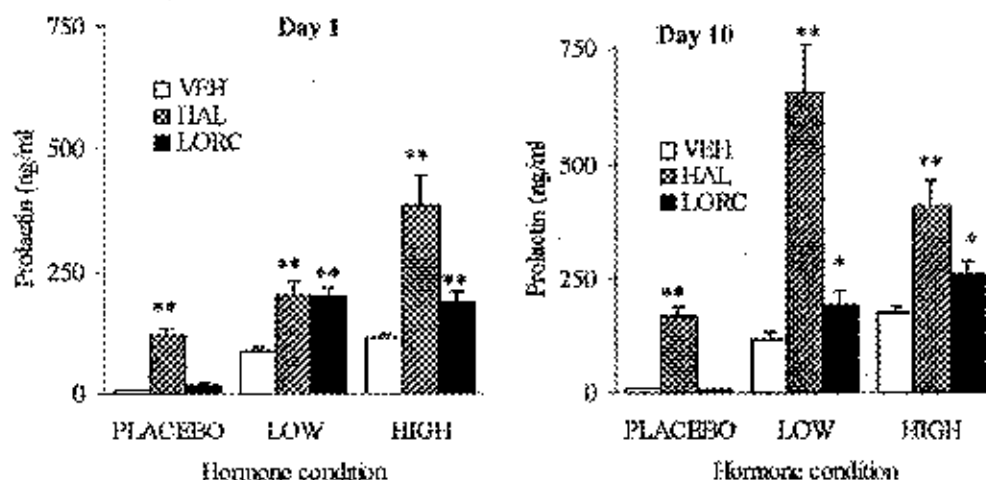 Day 1
750
500
250
0
Prolactin (ng/ml)
VEH
HAL
LORC
**
** **
** **
PLACEBO LOW HIGH
Hormone condition
Day 10
750
500
250
0
Prolactin (ng/ml)
VEH
HAL
LORC
**
** *
** *
PLACEBO LOW HIGH
Hormone condition